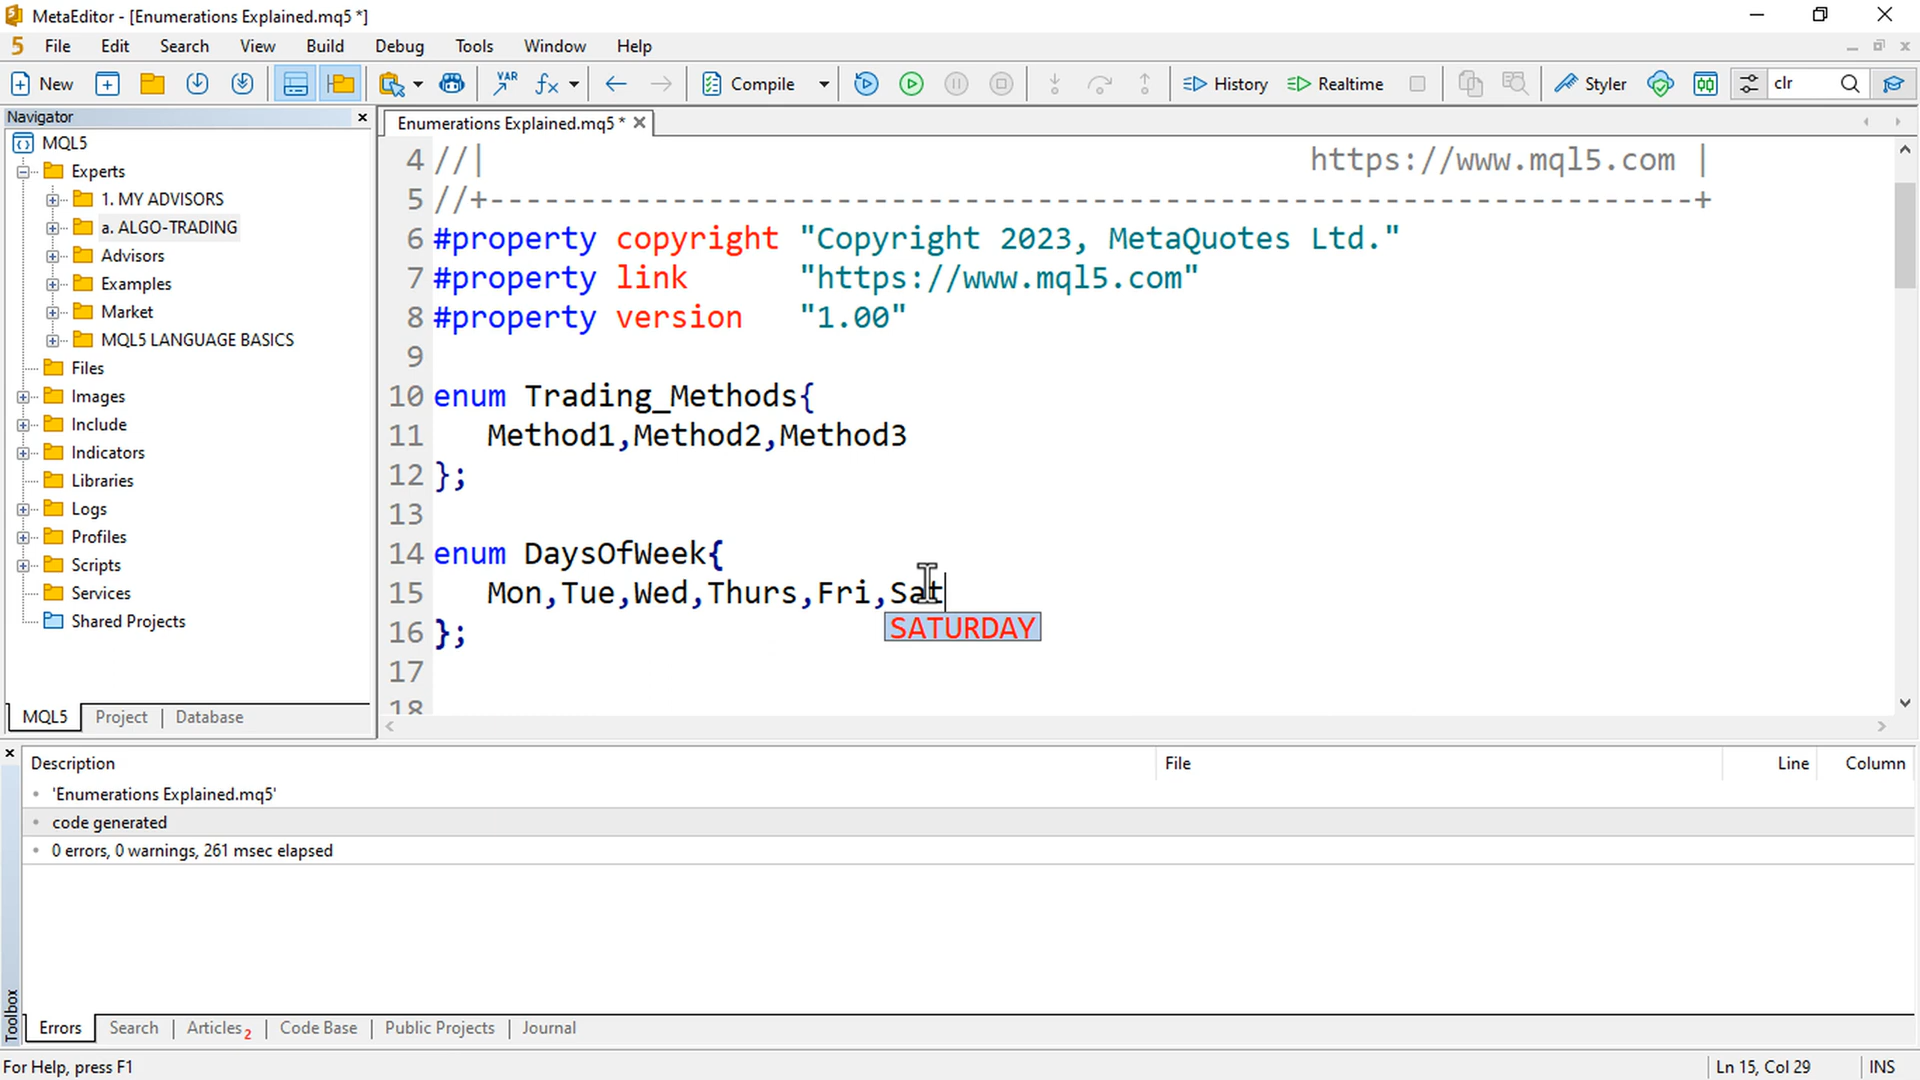 MetaEditor - [Enumerations Explained.mq5 *]
5 File Edit Search View Build Debug Tools Window Help
New VAR Compile History Realtime Styler clr
Navigator
Enumerations Explained.mq5 *
MQL5
Experts
1. MY ADVISORS
a. ALGO-TRADING
Advisors
Examples
Market
MQL5 LANGUAGE BASICS
Files
Images
Include
Indicators
Libraries
Logs
Profiles
Scripts
Services
Shared Projects
MQL5 Project Database
4 //| https://www.mql5.com |
5 //+------------------------------------------------------------------+
6 #property copyright "Copyright 2023, MetaQuotes Ltd."
7 #property link "https://www.mql5.com"
8 #property version "1.00"
9
10 enum Trading_Methods{
11 Method1,Method2,Method3
12 };
13
14 enum DaysOfWeek{
15 Mon,Tue,Wed,Thurs,Fri,Sat
SATURDAY
16 };
17
18
Description File Line Column
'Enumerations Explained.mq5'
code generated
0 errors, 0 warnings, 261 msec elapsed
Toolbox
Errors Search Articles 2 Code Base Public Projects Journal
For Help, press F1 Ln 15, Col 29 INS